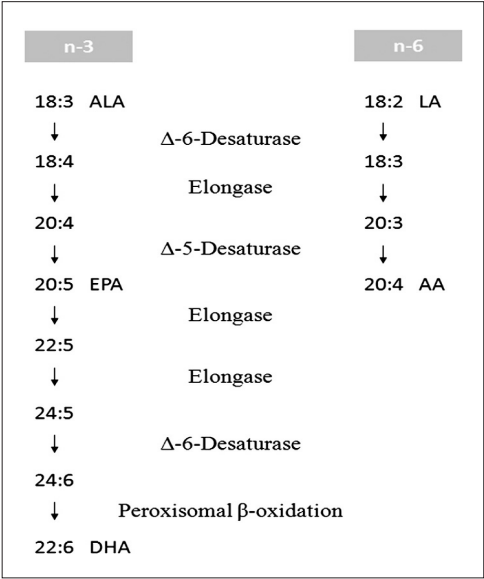 n-3 n-6
18:3 ALA 18:2 LA
Δ-6-Desaturase
18:4 18:3
Elongase
20:4 20:3
Δ-5-Desaturase
20:5 EPA 20:4 AA
Elongase
22:5
Elongase
24:5
Δ-6-Desaturase
24:6
Peroxisomal β-oxidation
22:6 DHA